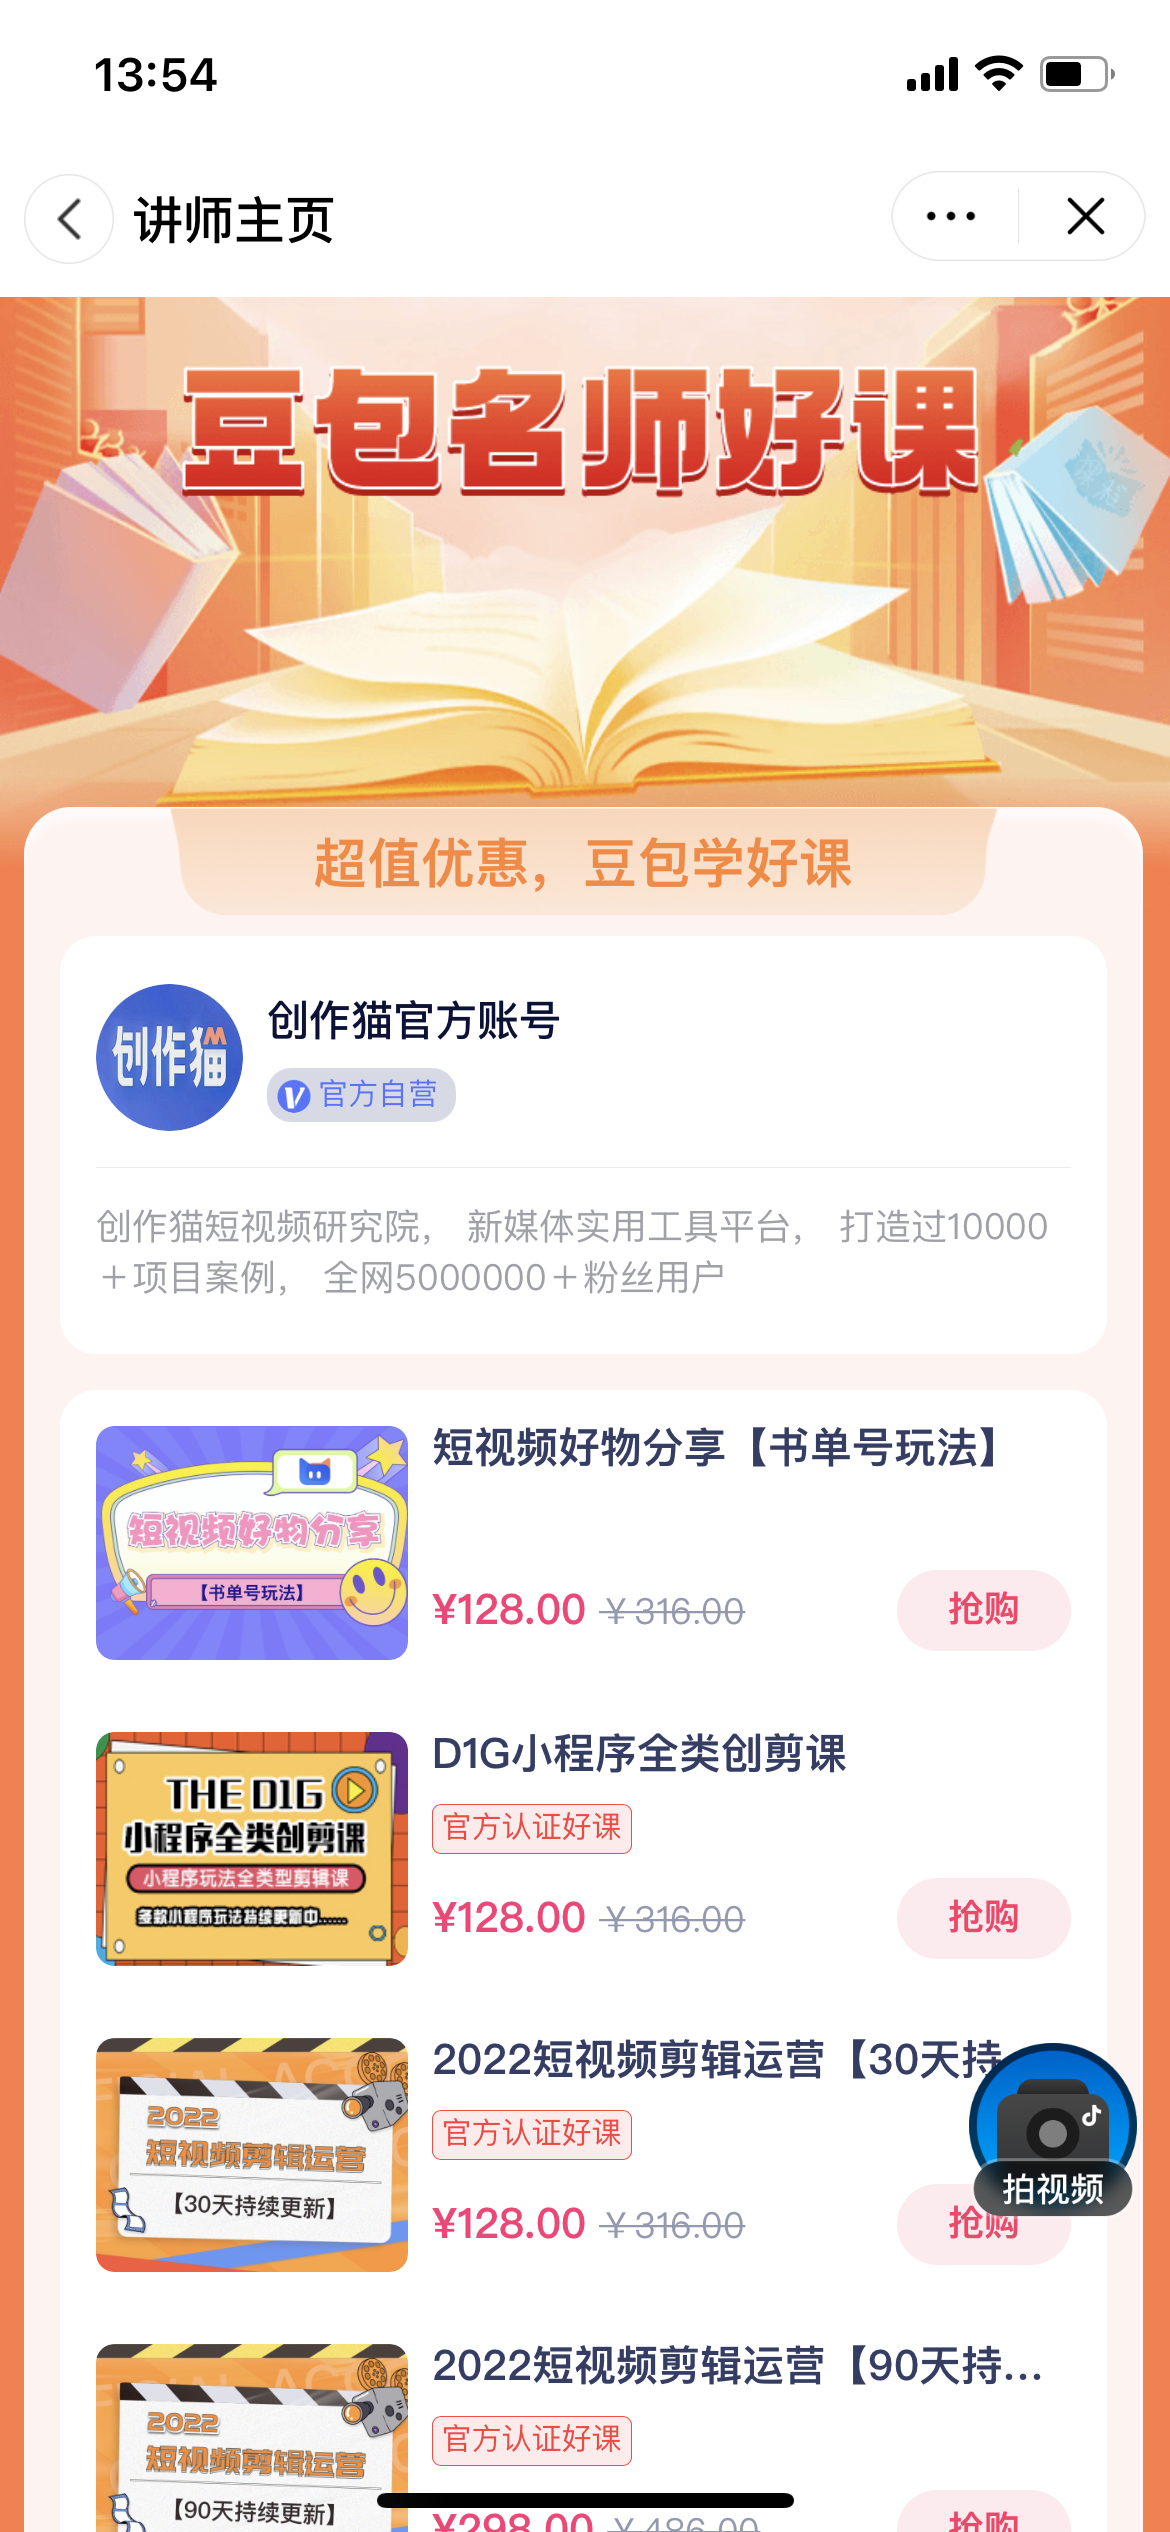 13:54
讲师主页
豆包名师好课
超值优惠，豆包学好课
创作猫
创作猫官方账号
官方自营
创作猫短视频研究院， 新媒体实用工具平台， 打造过10000
＋项目案例， 全网5000000＋粉丝用户
短视频好物分享
【书单号玩法】
短视频好物分享【书单号玩法】
¥128.00 ￥316.00
抢购
THE D1G
小程序全类创剪课
小程序玩法全类型剪辑课
多款小程序玩法持续更新中......
D1G小程序全类创剪课
官方认证好课
¥128.00 ￥316.00
抢购
2022
短视频剪辑运营
【30天持续更新】
2022短视频剪辑运营【30天持
官方认证好课
¥128.00 ￥316.00
抢购
拍视频
2022
短视频剪辑运营
【90天持续更新】
2022短视频剪辑运营【90天持...
官方认证好课
¥298.00 ￥486.00
抢购